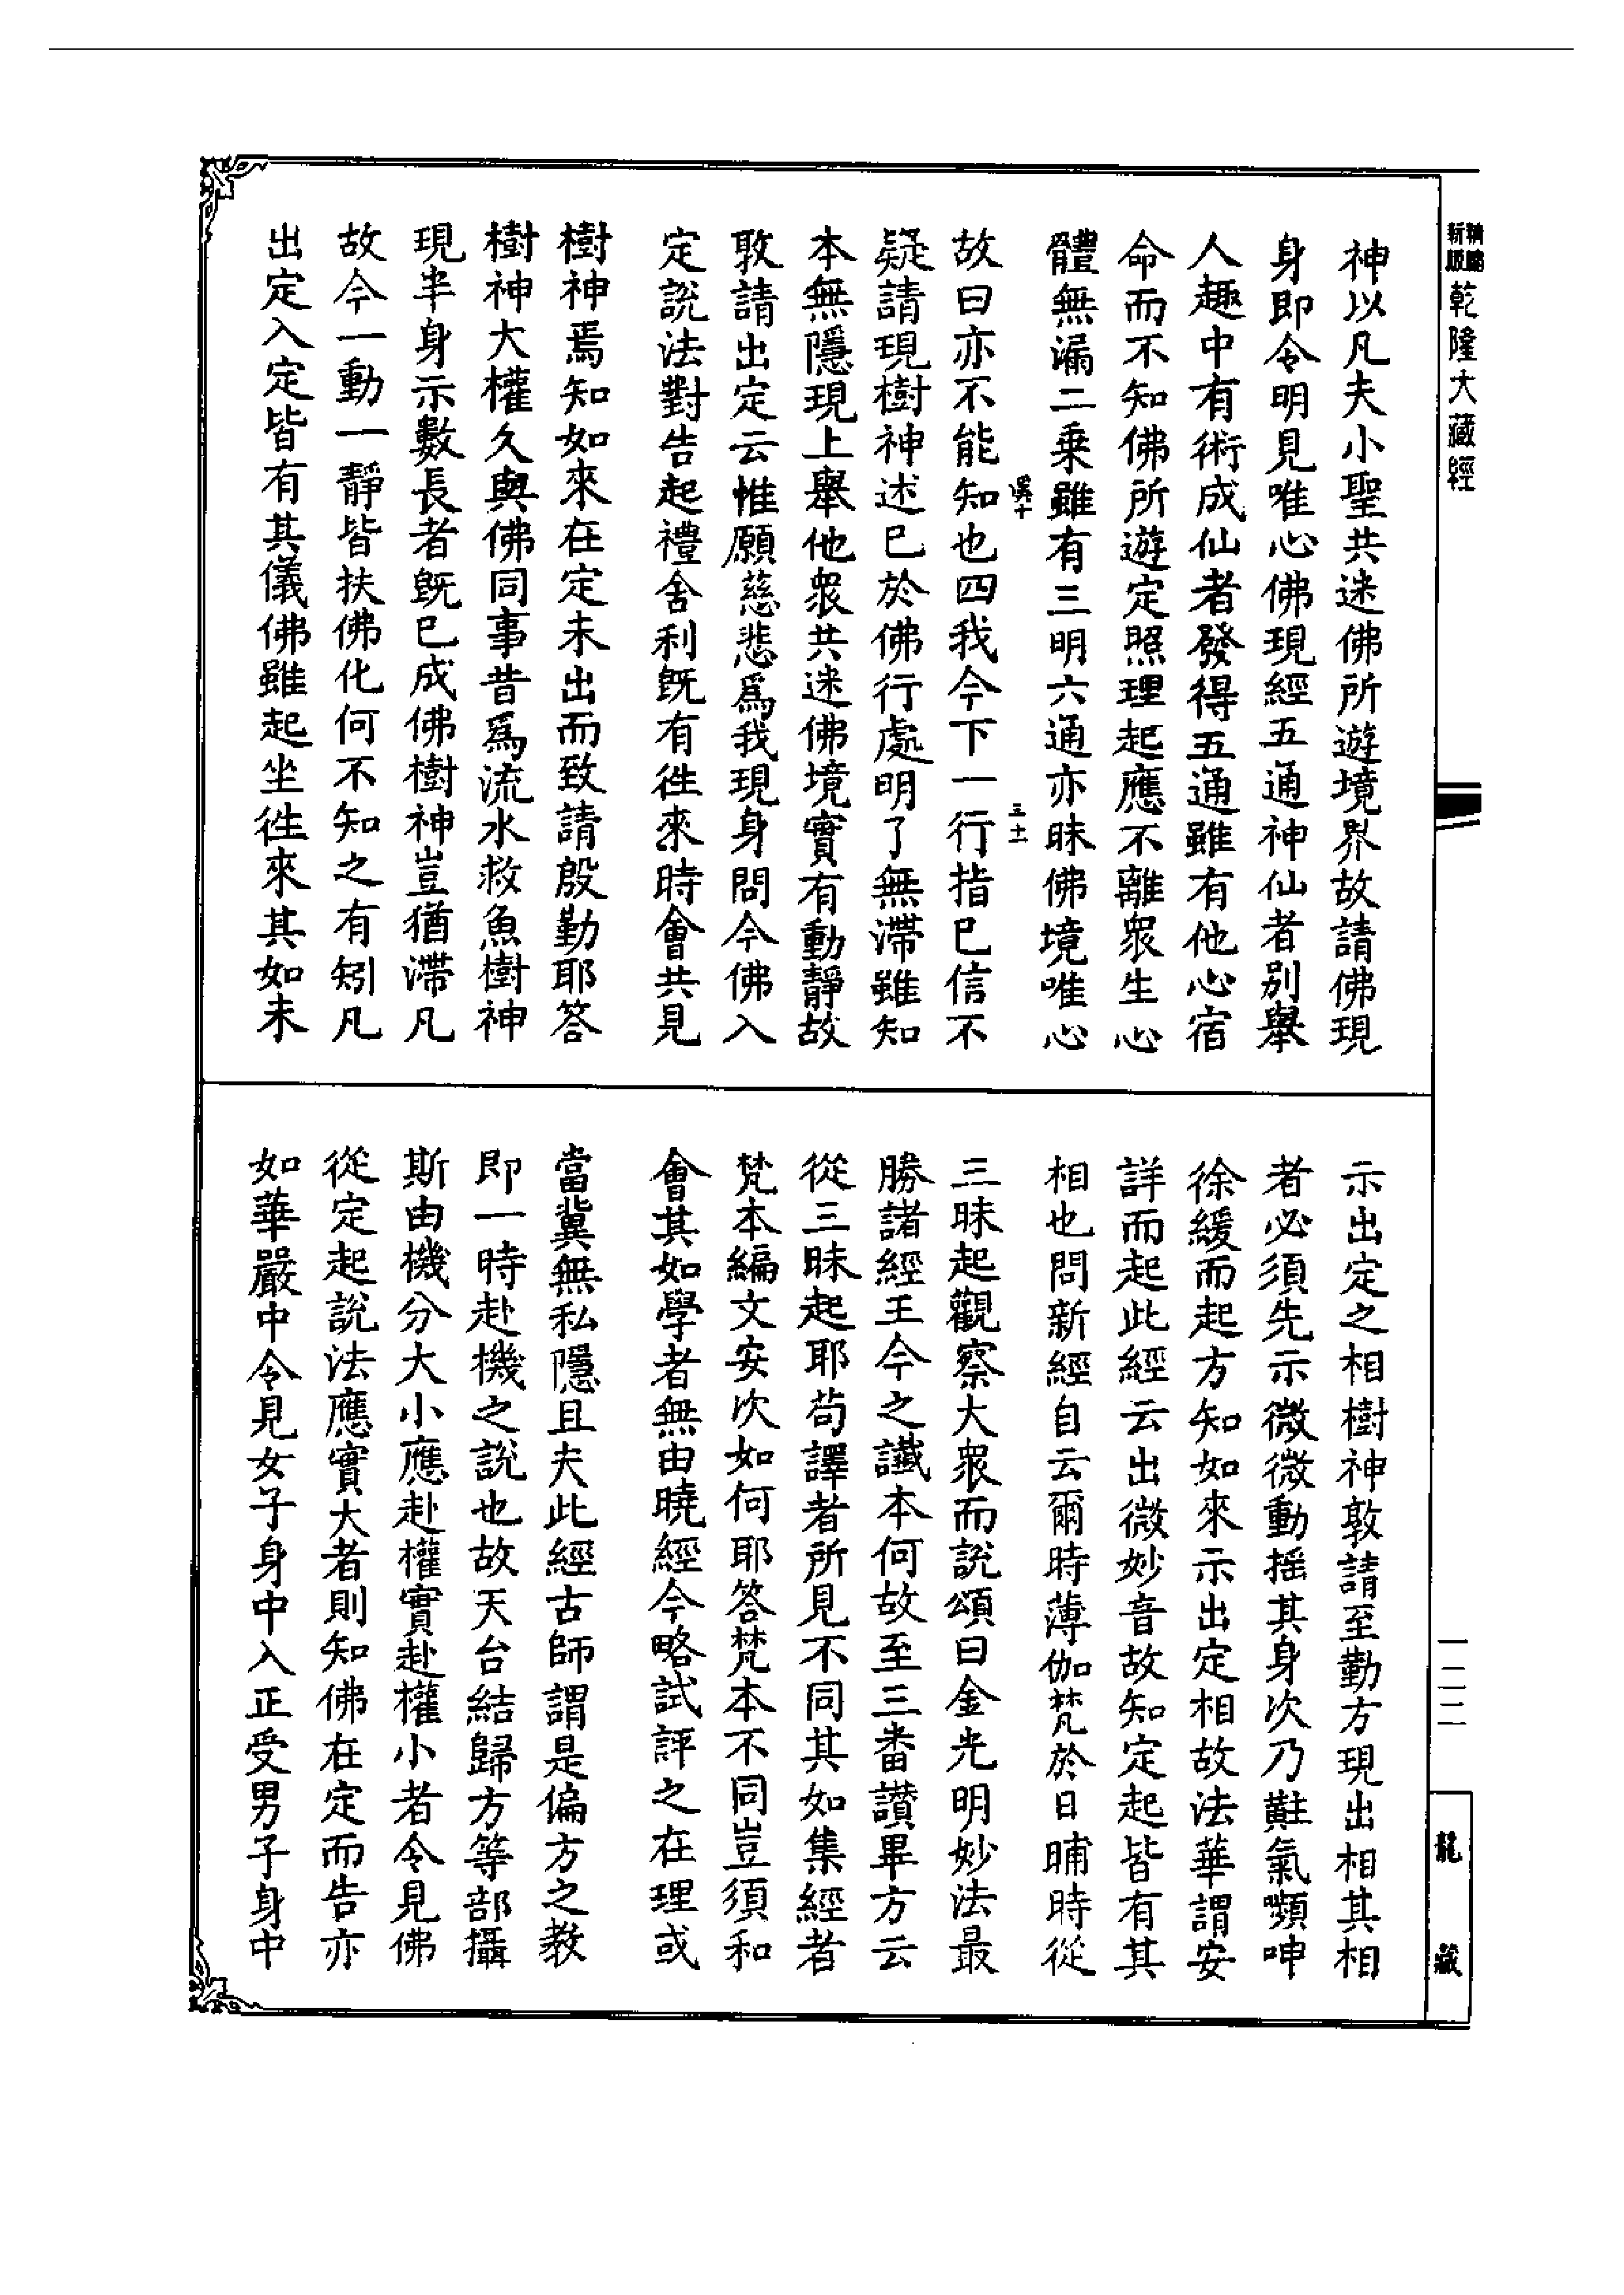 新編縮版乾隆大藏經
神以凡夫小聖共迷佛所遊境界故請佛現
身即令明見唯心佛現經五通神仙者別舉
人趣中有術成仙者發得五通雖有他心宿
命而不知佛所遊定照理起應不離眾生心
體無漏二乗雖有三明六通亦昧佛境唯心
故曰亦不能知也四我今下一行指已信不
疑請現樹神述已於佛行處明了無滯雖知
本無隱現上舉他衆共迷佛境實有動靜故
敦請出定云惟願慈悲爲我現身問今佛入
定說法對告起禮舍利旣有徃來時會共見
樹神焉知如來在定未出而致請殷勤耶答
樹神大權久與佛同事昔爲流水救魚樹神
現半身示數長者旣已成佛樹神豈猶滯凡
故今一動一靜皆扶佛化何不知之有矧凡
出定入定皆有其儀佛雖起坐徃來其如未
示出定之相樹神敦請至勤方現出相其相
者必須先示微微動搖其身次乃黈氣嚬呻
徐緩而起方知如來示出定相故法華謂安
詳而起此經云出微妙音故知定起皆有其
相也問新經自云爾時薄伽梵於日晡時從
三昧起觀察大衆而說頌曰金光明妙法最
勝諸經王今之讖本何故至三番讃畢方云
從三昧起耶茍譯者所見不同其如集經者
梵本編文安次如何耶答梵本不同豈須和
會其如學者無由曉經今略試評之在理或
當冀無私隱且夫此經古師謂是偏方之教
即一時赴機之說也故天台結歸方等部攝
斯由機分大小應赴權實赴權小者令見佛
從定起說法應實大者則知佛在定而告亦
如華嚴中令見女子身中入正受男子身中
一二二
龍藏